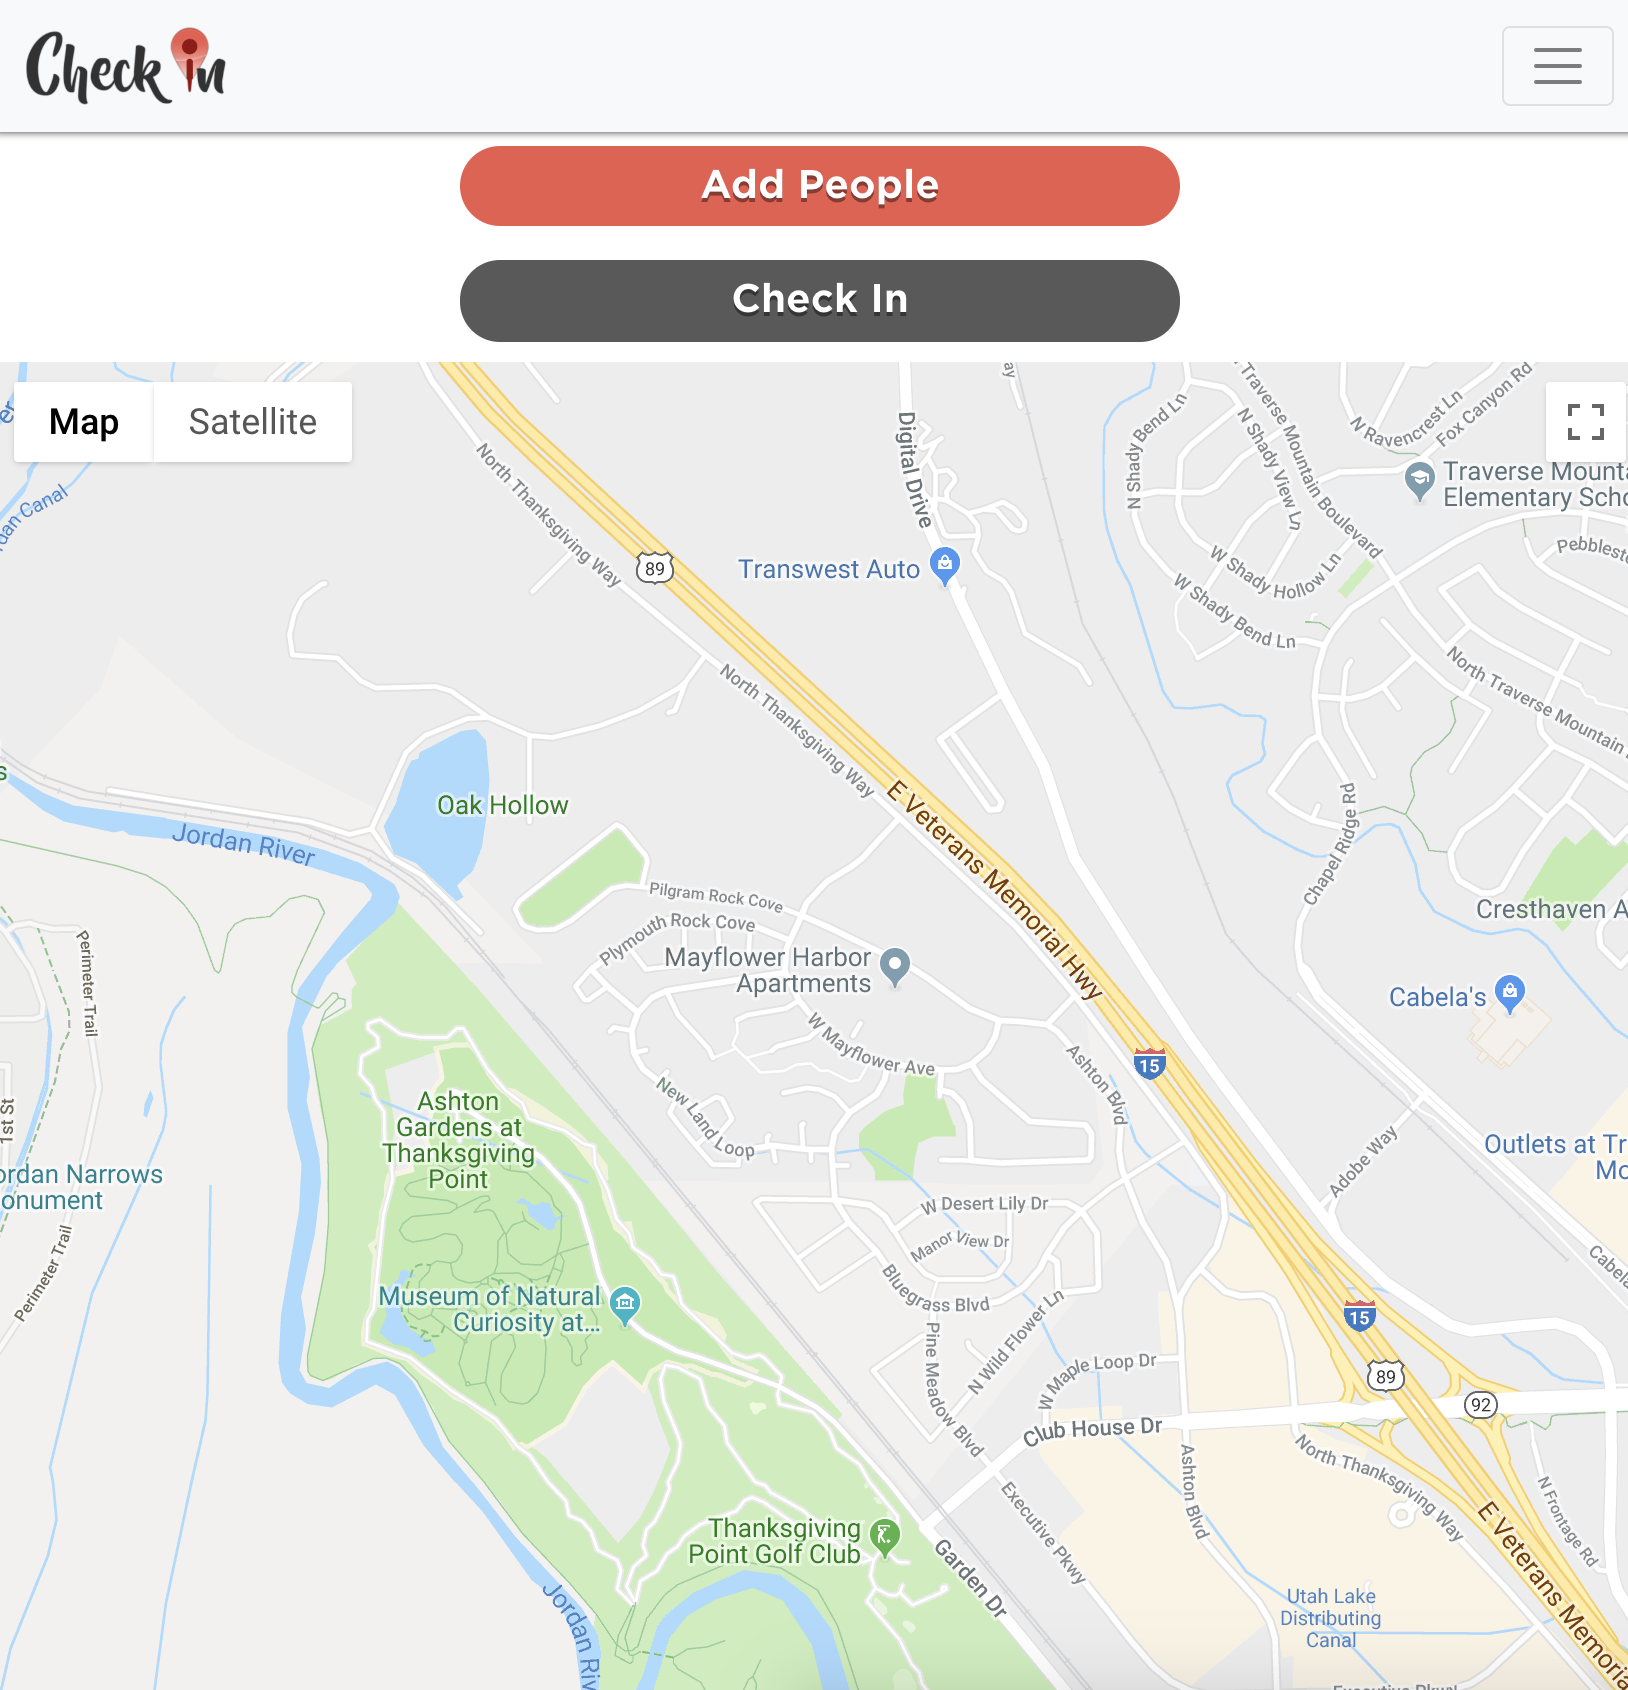 Check in
Add People
Check In
Map
Satellite
Digital Drive
N Shady Bend Ln
Traverse Mountain Boulevard
N Shady View Ln
N Ravencrest Ln
Fox Canyon Rd
Traverse Mounta
Elementary Scho
North Thanksgiving Way
89
Transwest Auto
W Shady Hollow Ln
W Shady Bend Ln
Pebblest
North Traverse Mountain
North Thanksgiving Way
Oak Hollow
Jordan River
E Veterans Memorial Hwy
Chapel Ridge Rd
Pilgram Rock Cove
Plymouth Rock Cove
Cresthaven A
Perimeter Trail
Mayflower Harbor
Apartments
Cabela's
W Mayflower Ave
Ashton Blvd
15
New Land Loop
Ashton
Gardens at
Thanksgiving
Point
1st St
ordan Narrows
onument
Adobe Way
Outlets at Tr
Mo
W Desert Lily Dr
Manor View Dr
Perimeter Trail
Bluegrass Blvd
Cabela
Museum of Natural
Curiosity at...
N Wild Flower Ln
15
Pine Meadow Blvd
W Maple Loop Dr
89
92
Club House Dr
North Thanksgiving Way
Ashton Blvd
Executive Pkwy
N Frontage Rd
E Veterans Memoria
Thanksgiving
Point Golf Club
Garden Dr
Jordan Riv
Utah Lake
Distributing
Canal